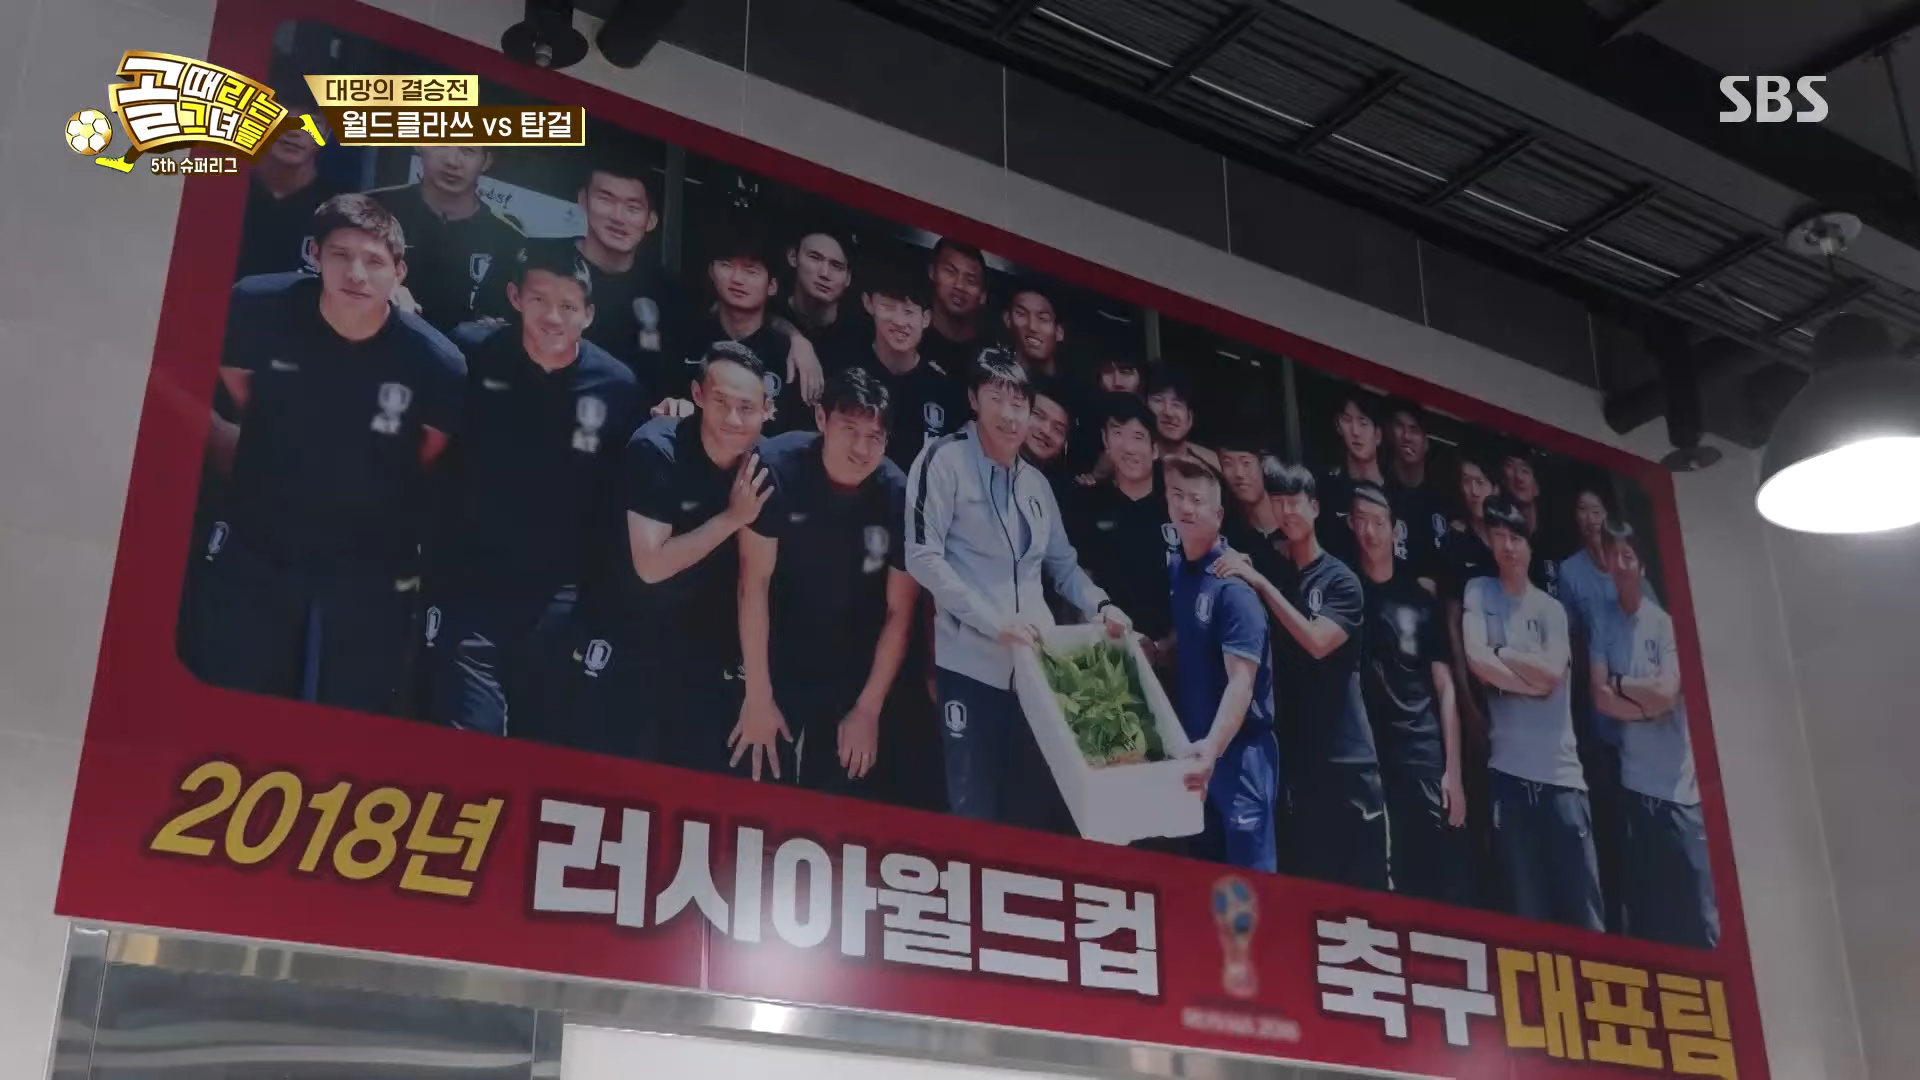 골때리는
그녀들
5th 슈퍼리그
대망의 결승전
월드클라쓰 vs 탑걸
SBS
2018년 러시아월드컵 축구대표팀